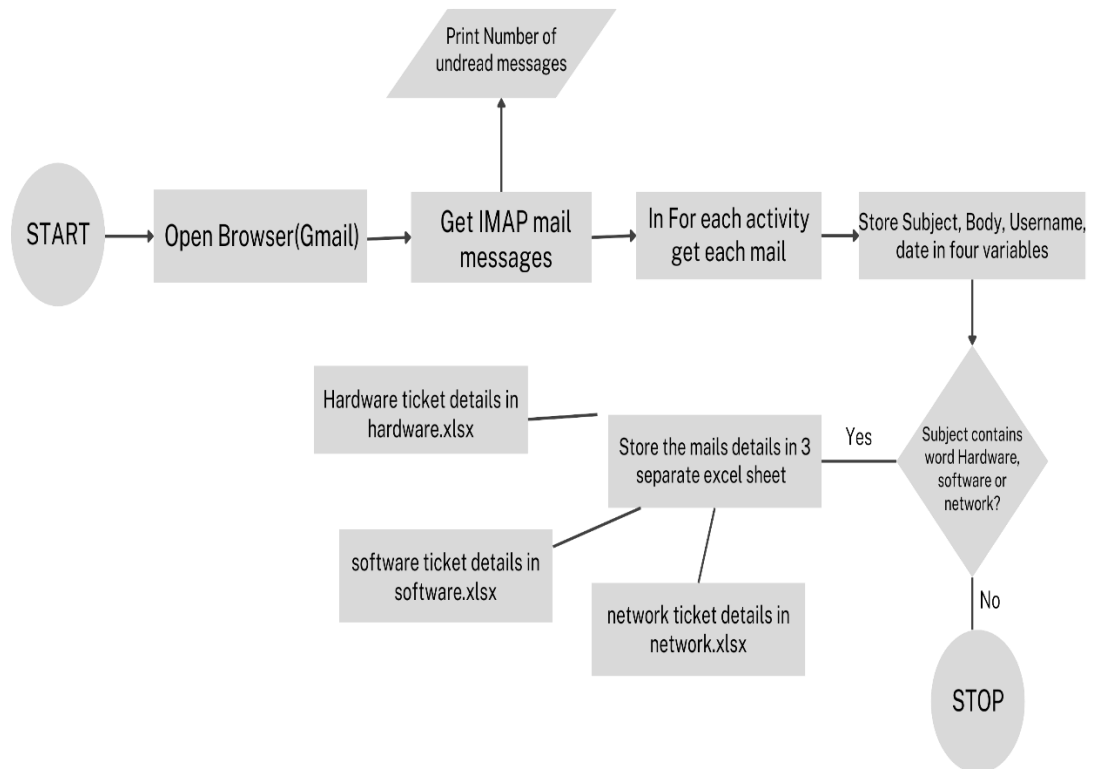 Print Number of
undread messages
START
Open Browser(Gmail)
Get IMAP mail
messages
In For each activity
get each mail
Store Subject, Body, Username,
date in four variables
Hardware ticket details in
hardware.xlsx
Store the mails details in 3
separate excel sheet
Yes
Subject contains
word Hardware,
software or
network?
software ticket details in
software.xlsx
network ticket details in
network.xlsx
No
STOP